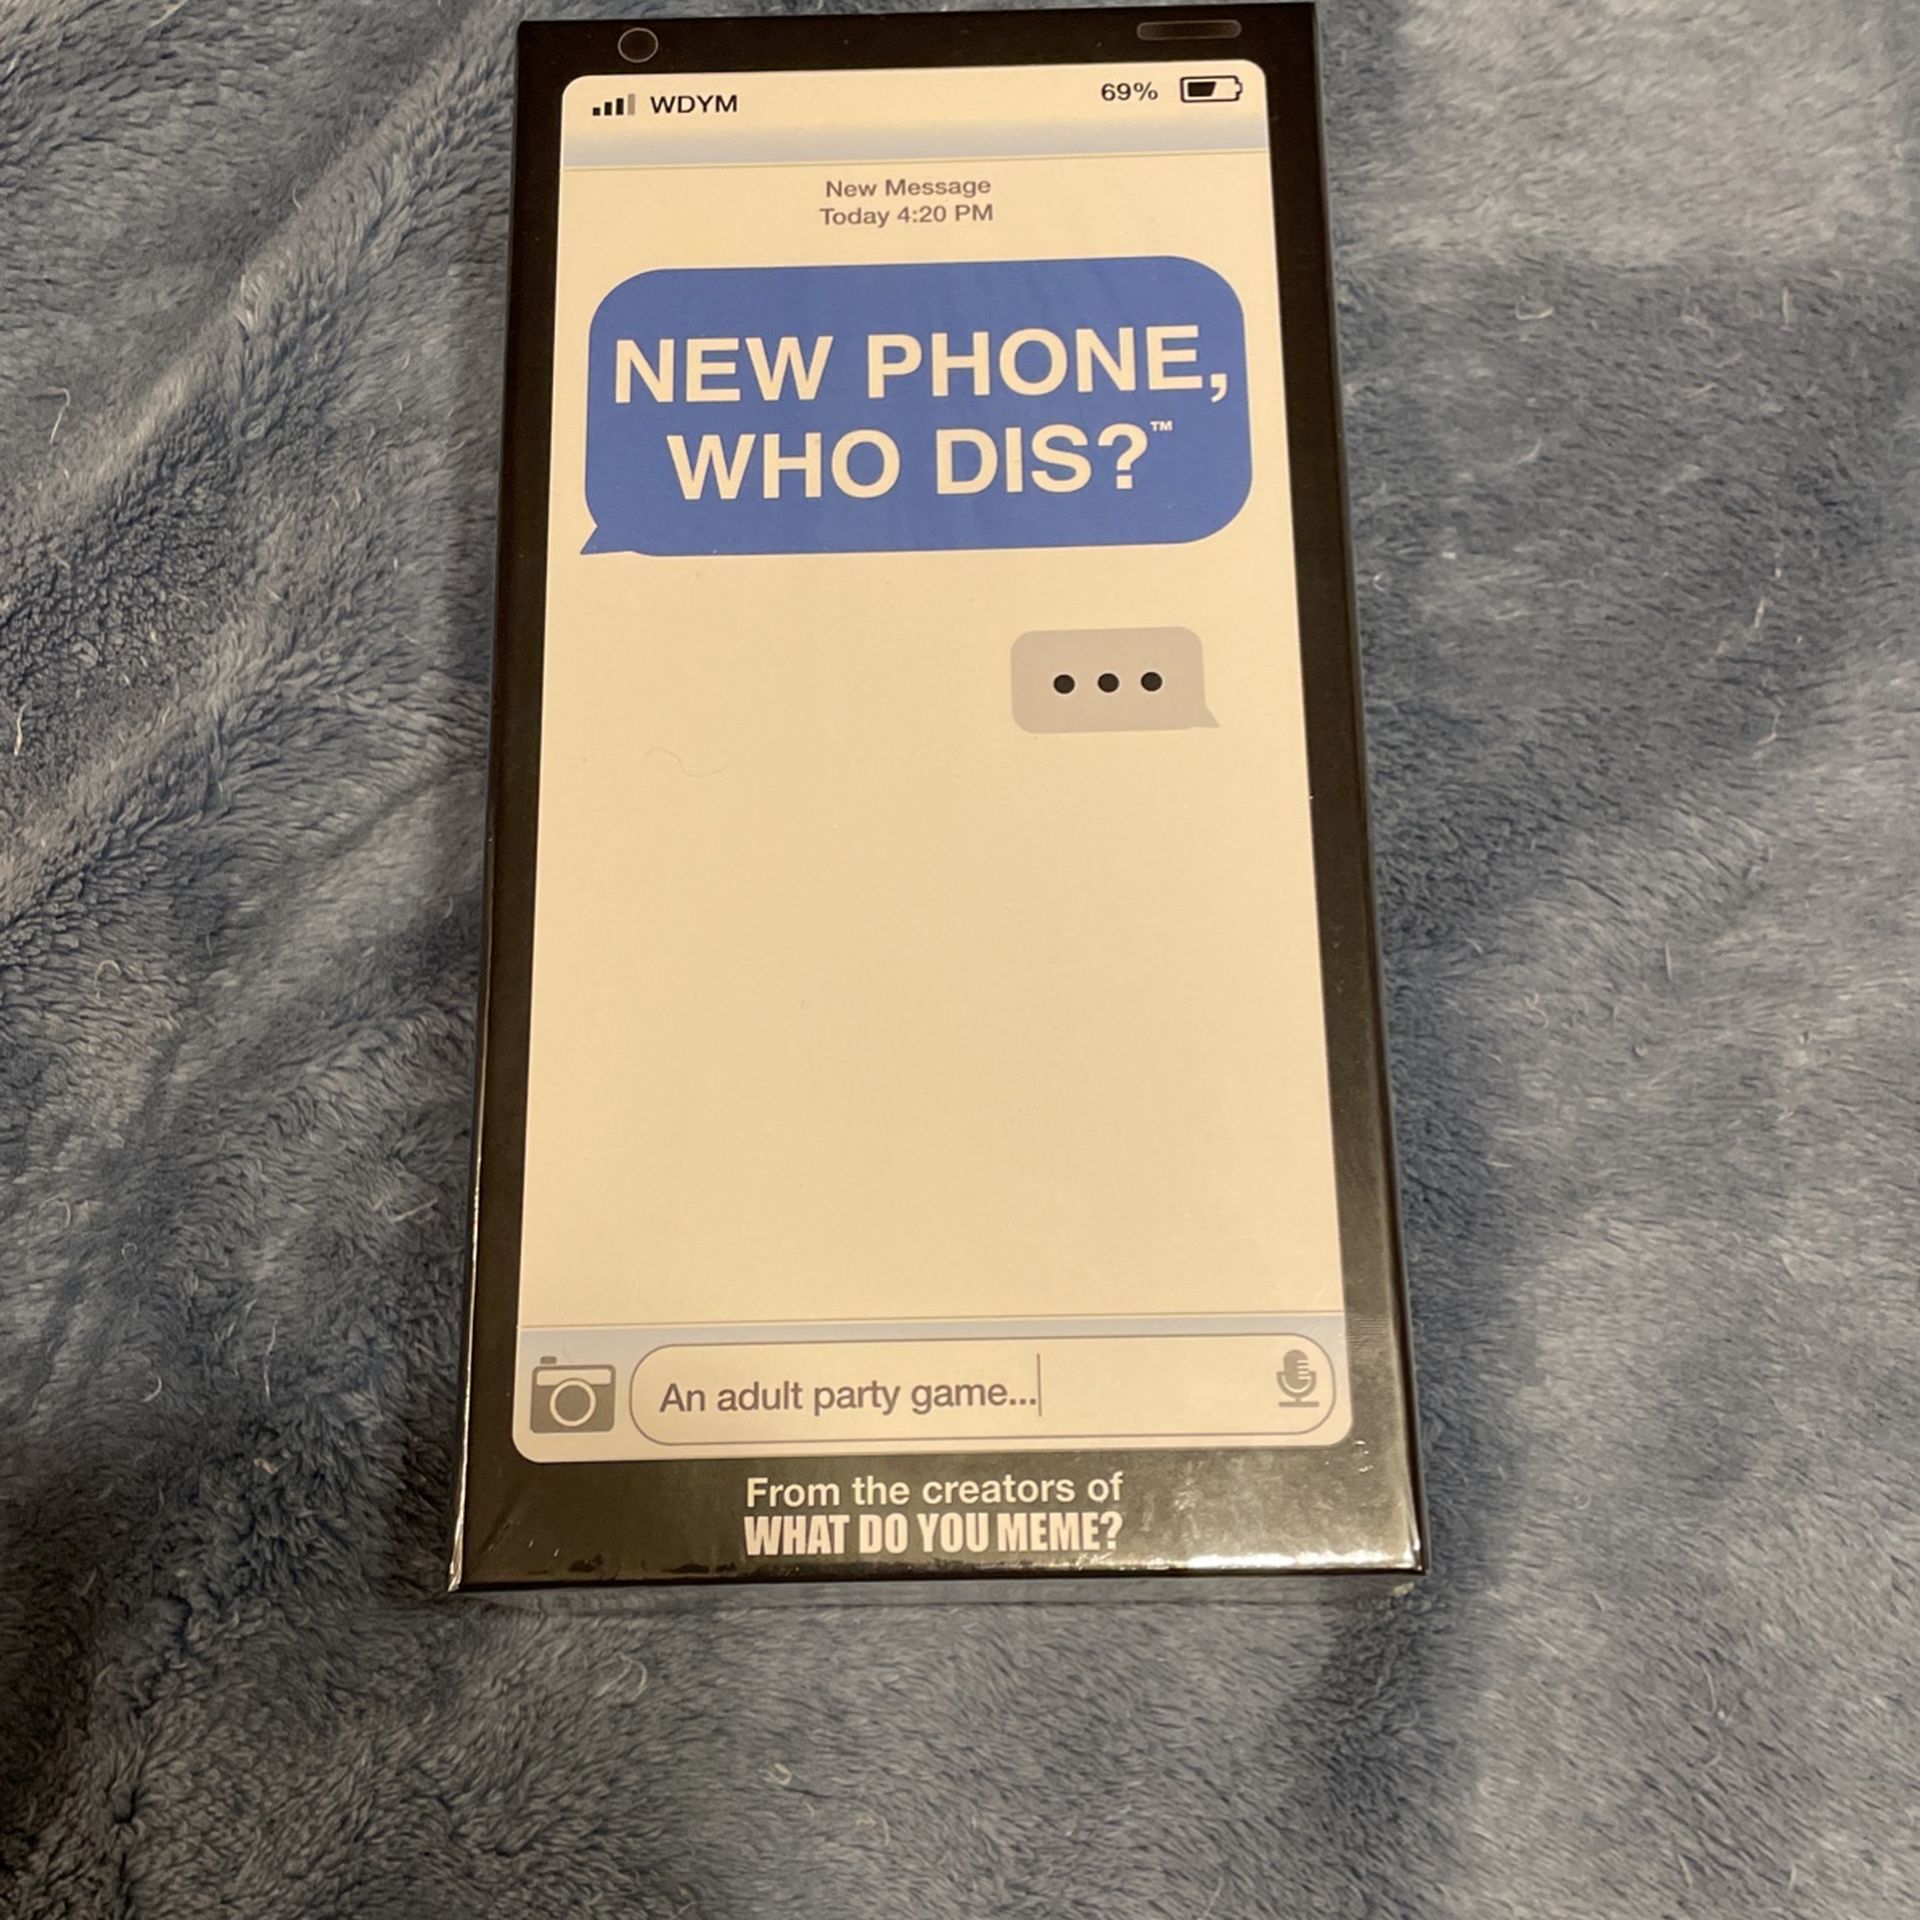 WDYM 69%
New Message
Today 4:20 PM
NEW PHONE,
WHO DIS?™
An adult party game...
From the creators of
WHAT DO YOU MEME?